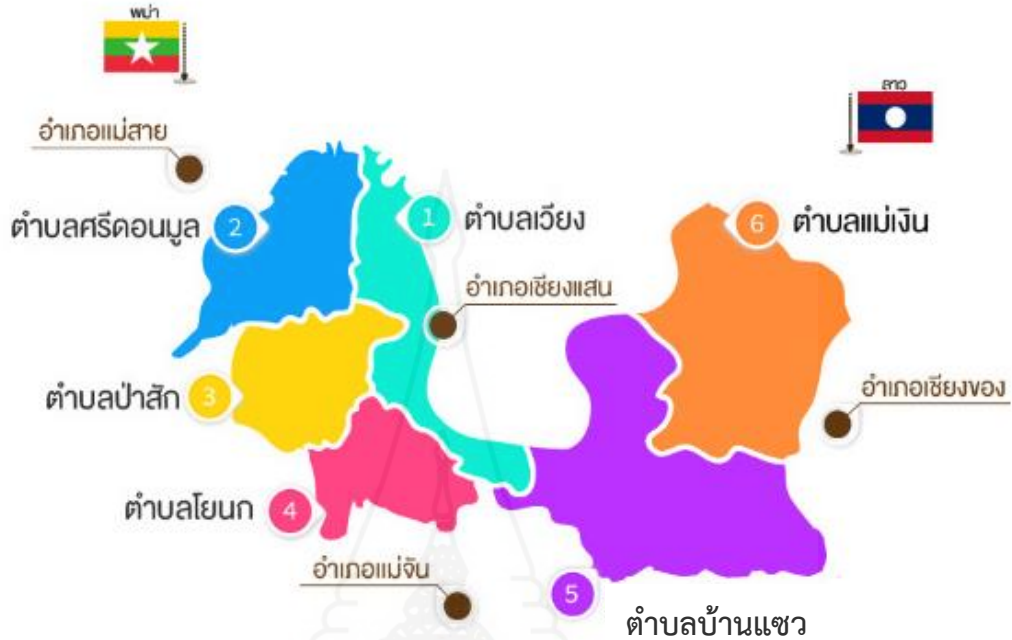 พม่า
ลาว
อำเภอแม่สาย
ตำบลศรีดอนมูล 2
1 ตำบลเวียง
6 ตำบลแม่เงิน
อำเภอเชียงแสน
ตำบลป่าสัก 3
อำเภอเชียงของ
ตำบลโยนก 4
อำเภอแม่จัน
5
ตำบลบ้านแซว